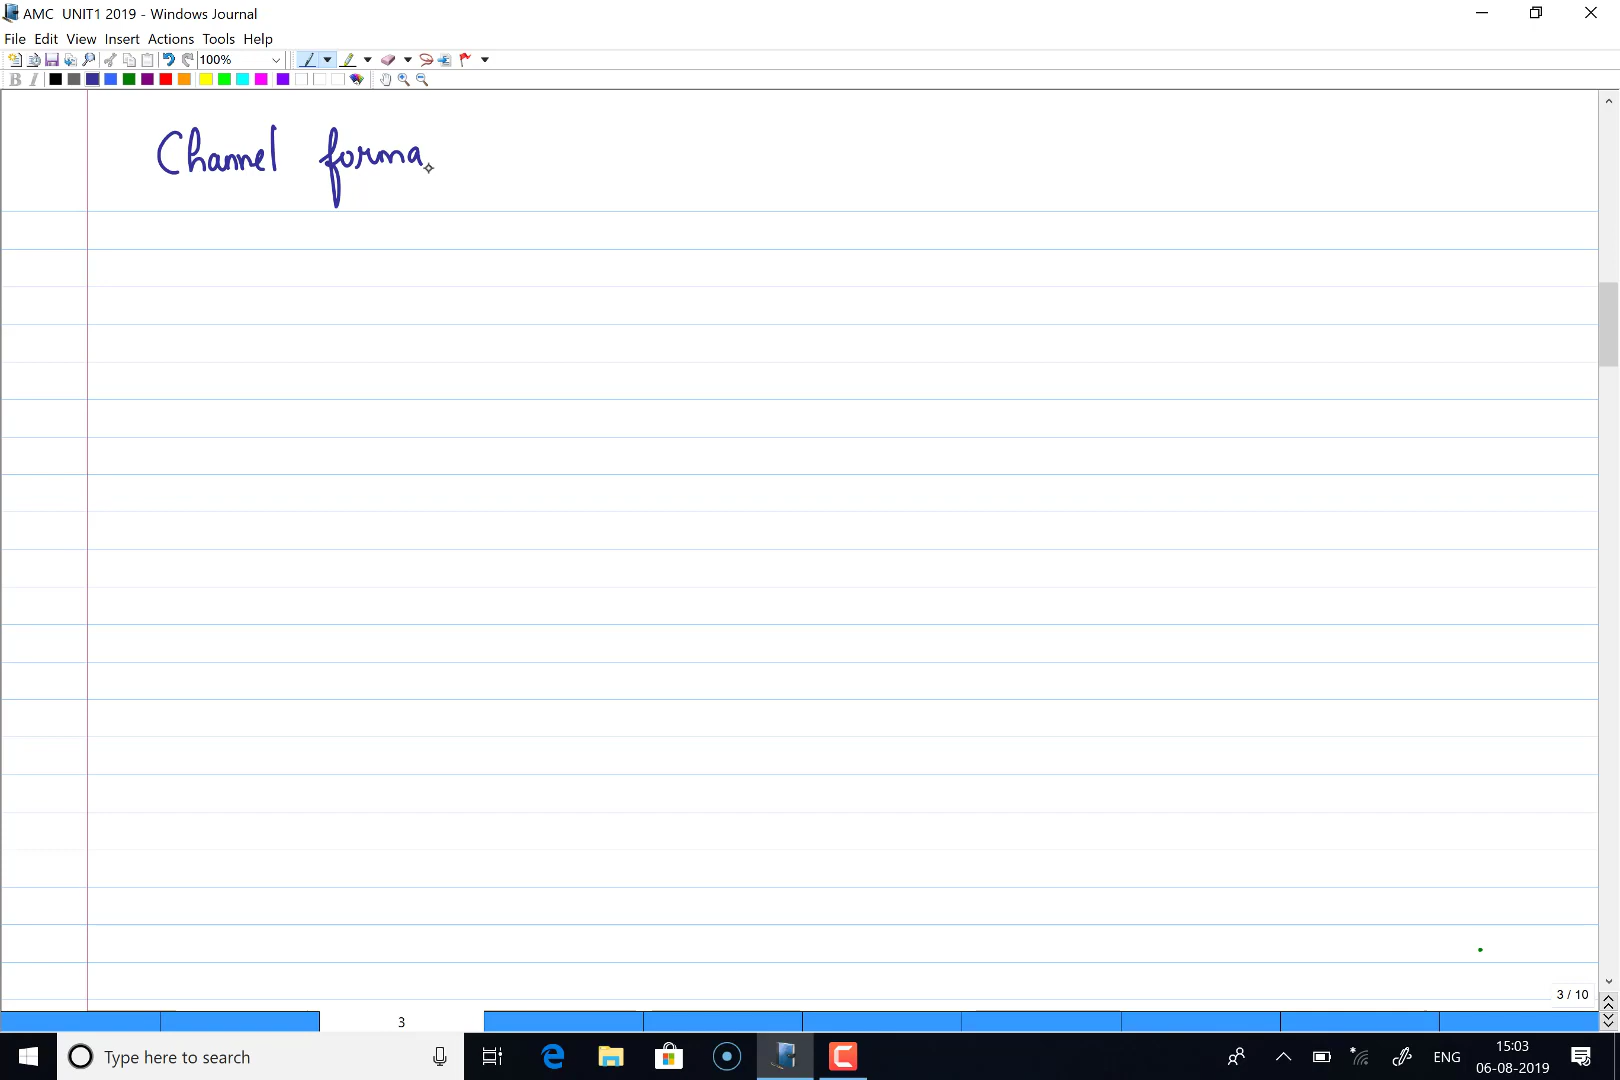 AMC UNIT1 2019 - Windows Journal
File Edit View Insert Actions Tools Help
100%
B I
Channel forma
3 / 10
3
Type here to search
ENG
15:03
06-08-2019